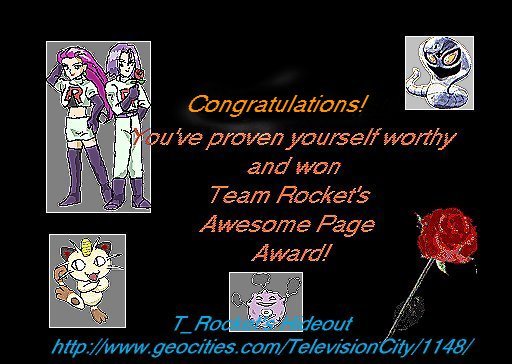 Congratulations!
You've proven yourself worthy
and won
Team Rocket's
Awesome Page
Award!
T_Rocket's Hideout
http://www.geocities.com/TelevisionCity/1148/